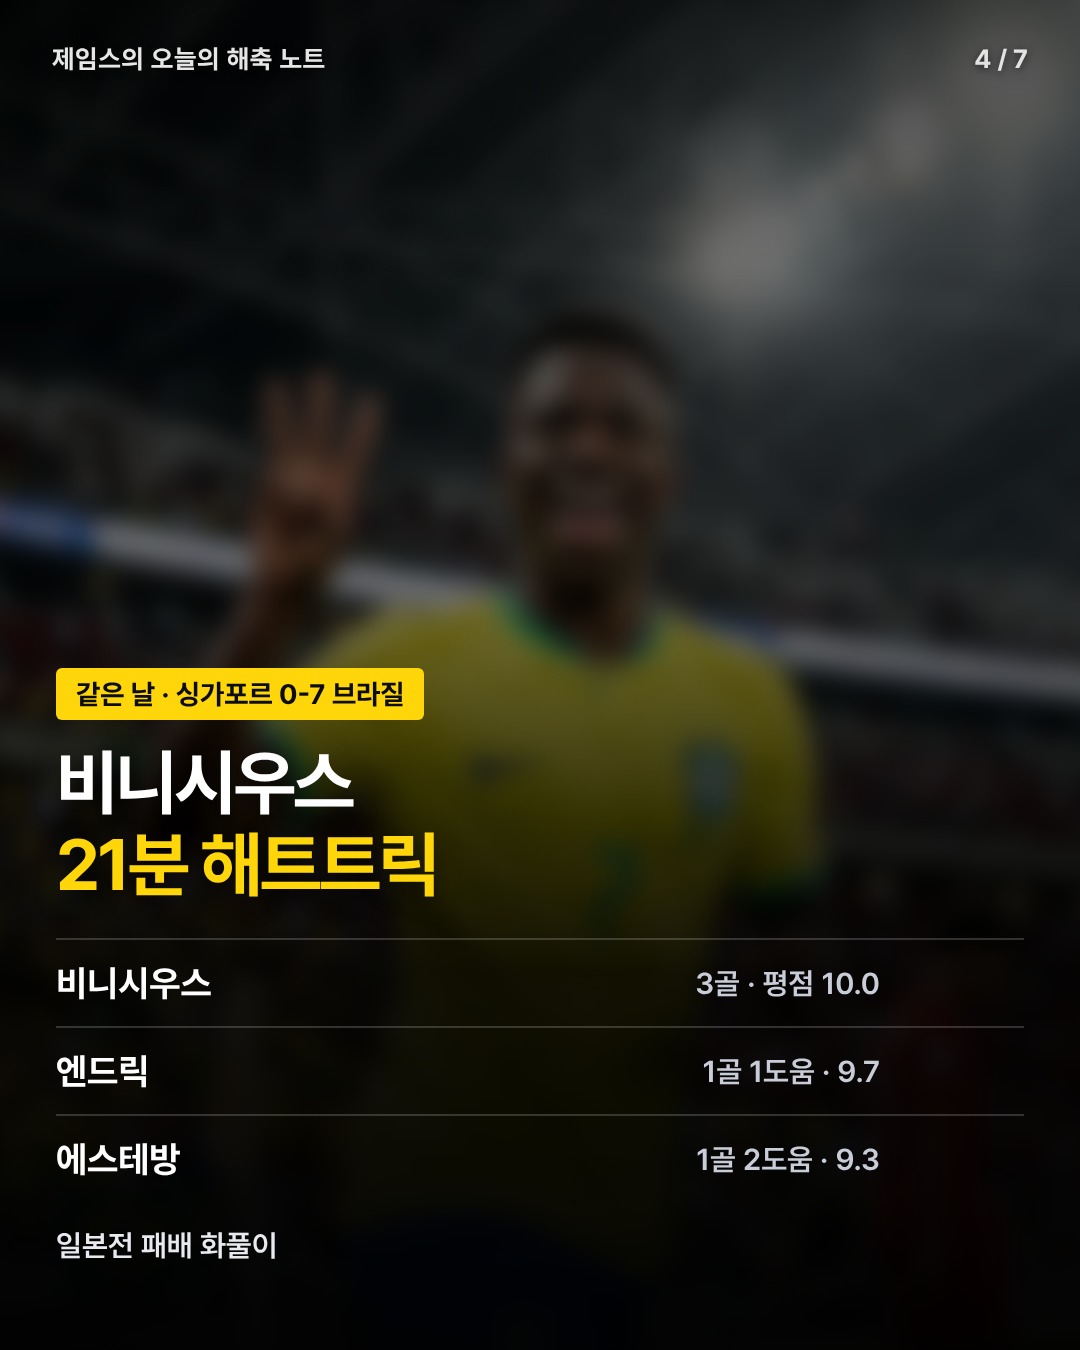 제임스의 오늘의 해축 노트
4 / 7
같은 날 · 싱가포르 0-7 브라질
비니시우스
21분 해트트릭
비니시우스 3골 · 평점 10.0
엔드릭 1골 1도움 · 9.7
에스테방 1골 2도움 · 9.3
일본전 패배 화풀이